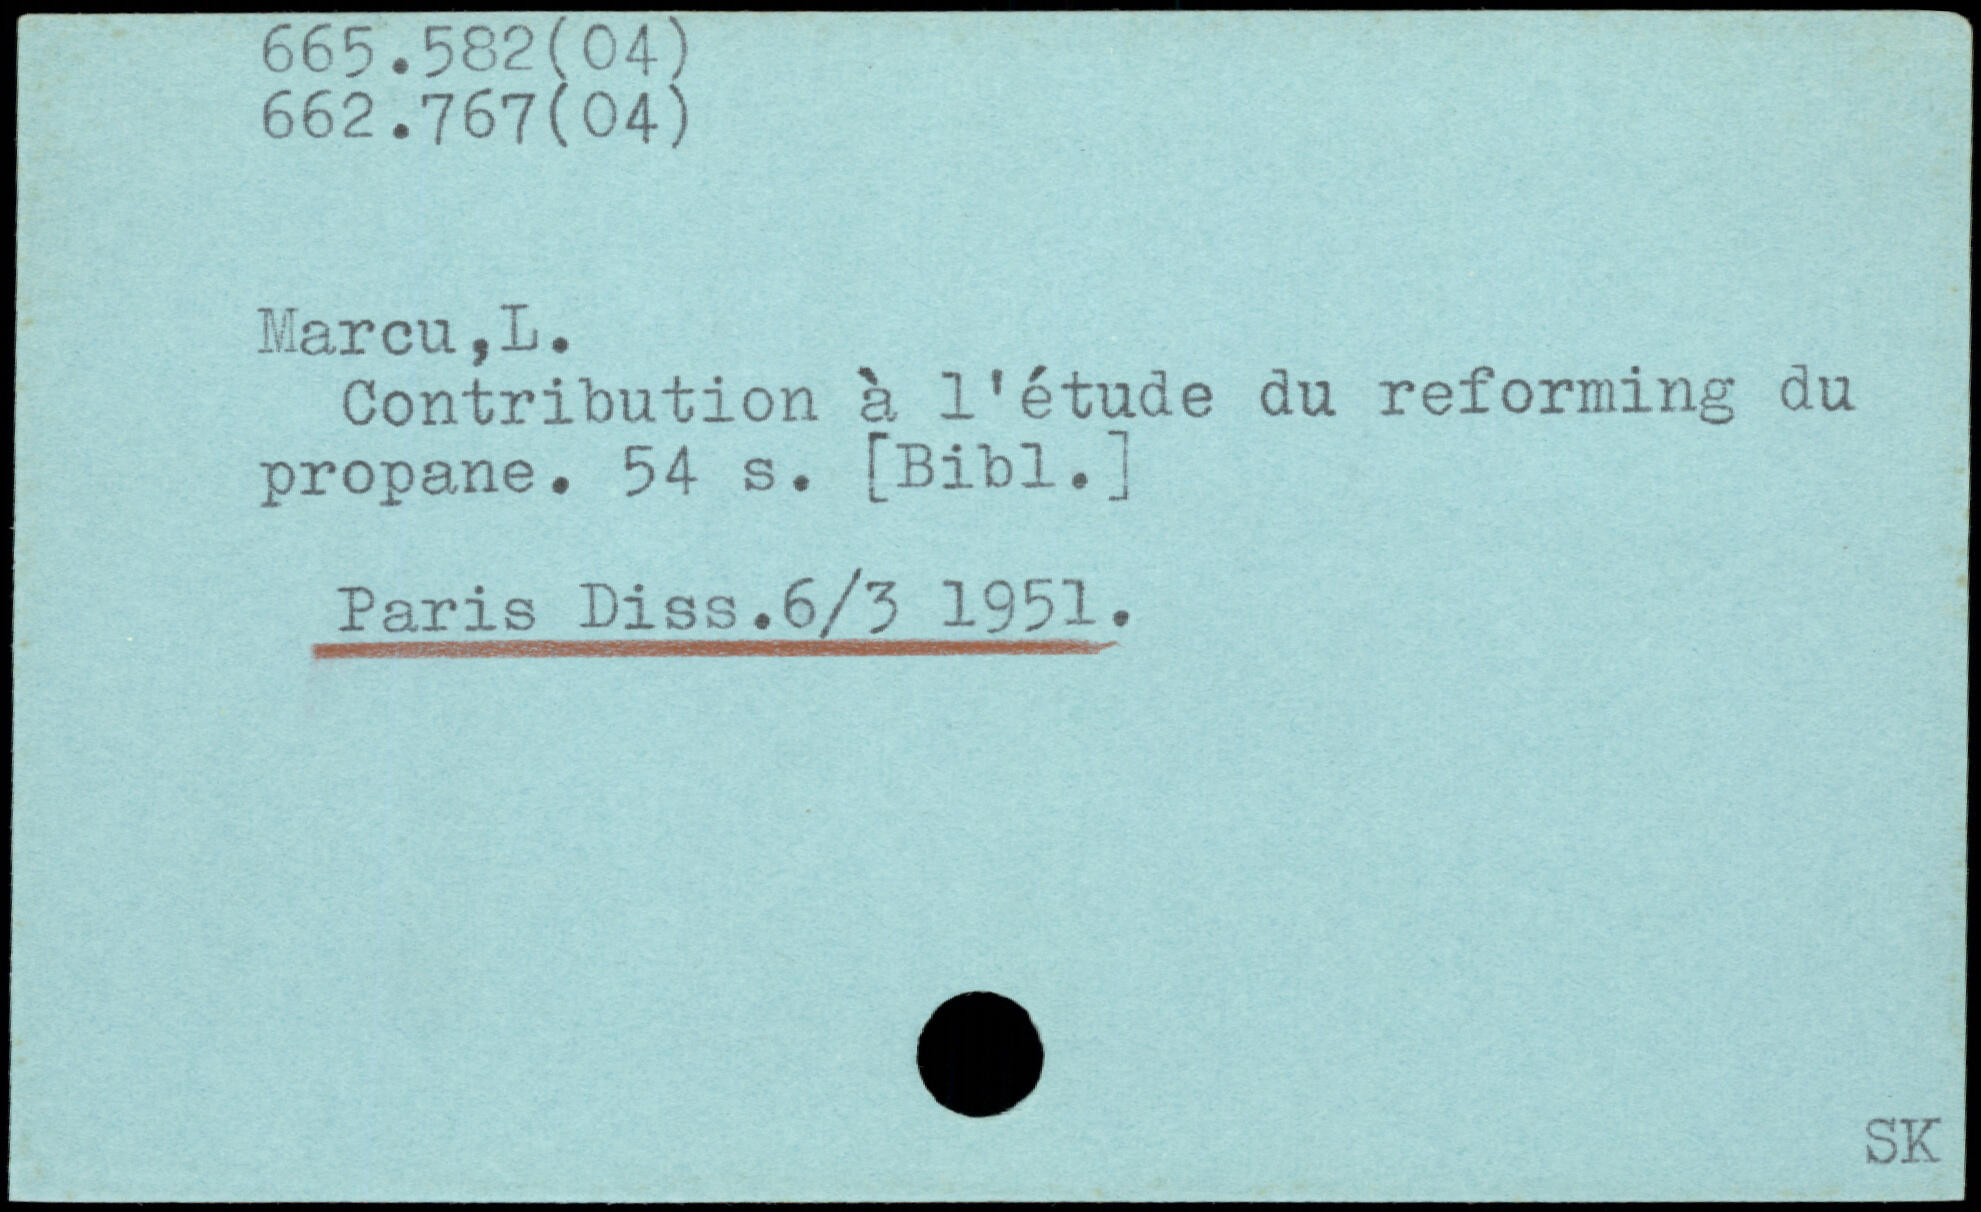 665.582(04)
662.767(04)
Marcu,L.
Contribution à l'étude du reforming du
propane. 54 s. [Bibl.]
Paris Diss.6/3 1951.
SK